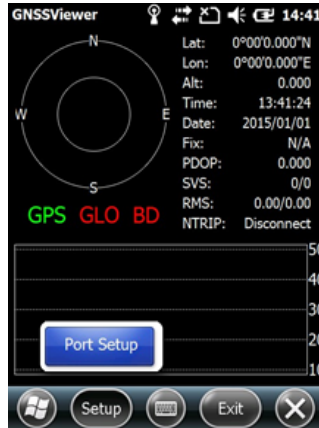 GNSSViewer 14:41
N
W E
S
GPS GLO BD
Lat: 0°00'0.000"N
Lon: 0°00'0.000"E
Alt: 0.000
Time: 13:41:24
Date: 2015/01/01
Fix: N/A
PDOP: 0.000
SVS: 0/0
RMS: 0.00/0.00
NTRIP: Disconnect
50
40
30
20
10
Port Setup
Setup Exit